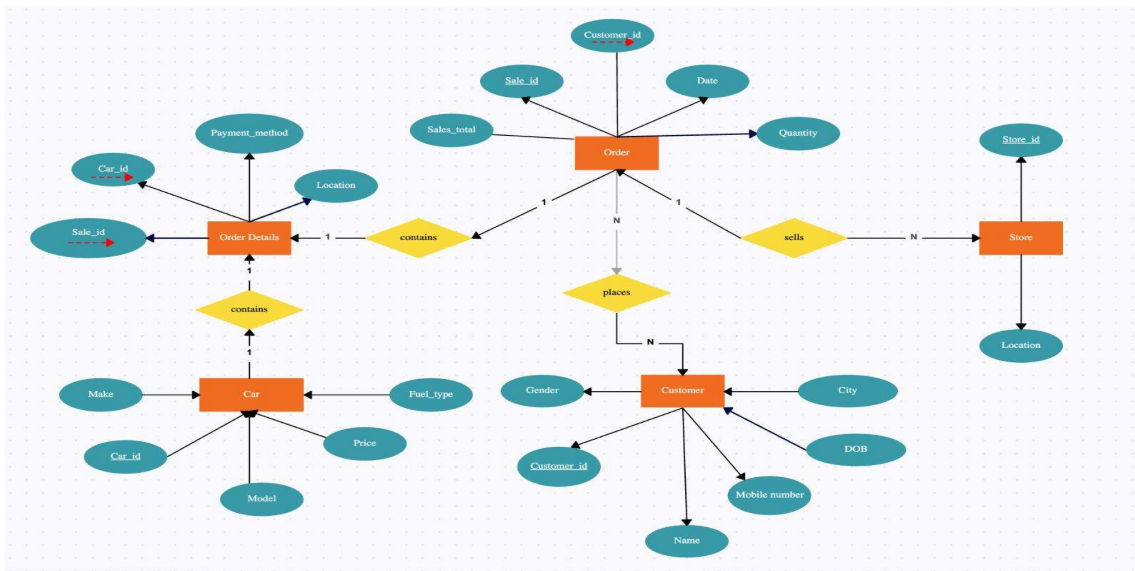 Customer_id
Sale_id
Date
Sales_total
Quantity
Order
Payment_method
Car_id
Location
Sale_id
Order Details
1
contains
1
N
1
sells
N
Store_id
Store
Location
1
contains
1
places
N
Make
Car
Fuel_type
Car_id
Price
Model
Gender
Customer
City
Customer_id
DOB
Mobile number
Name